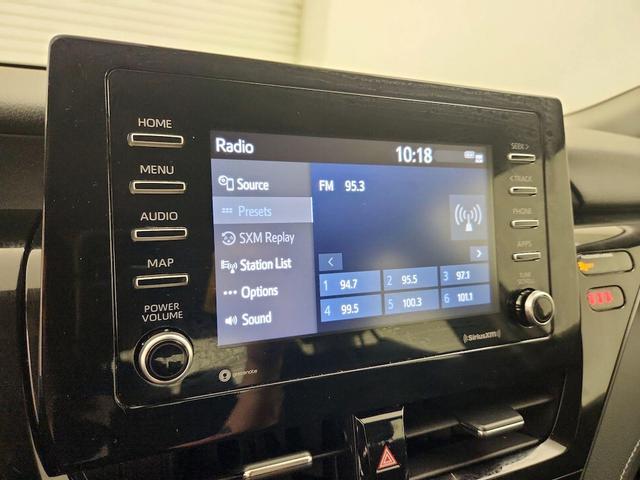 HOME
MENU
AUDIO
MAP
POWER
VOLUME
Radio
10:18
Source
Presets
SXM Replay
Station List
Options
Sound
FM 95.3
<
>
1 94.7
2 95.5
3 97.1
4 99.5
5 100.3
6 101.1
SEEK >
< TRACK
PHONE
APPS
TUNE
SCROLL
gracenote
SiriusXM